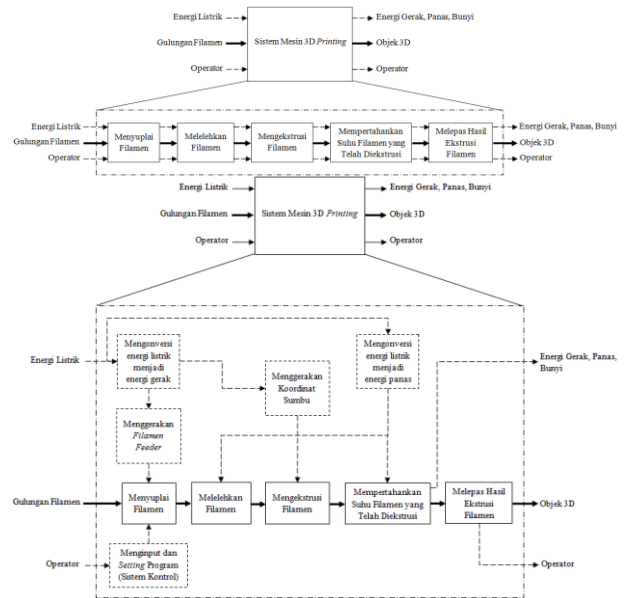 Energi Listrik
Gulungan Filamen
Operator
Sistem Mesin 3D Printing
Energi Gerak, Panas, Bunyi
Objek 3D
Operator
Energi Listrik
Gulungan Filamen
Operator
Menyuplai
Filamen
Melelehkan
Filamen
Mengekstrusi
Filamen
Mempertahankan
Suhu Filamen yang
Telah Diekstrusi
Melepas Hasil
Ekstrusi
Filamen
Energi Gerak, Panas, Bunyi
Objek 3D
Operator
Energi Listrik
Gulungan Filamen
Operator
Sistem Mesin 3D Printing
Energi Gerak, Panas, Bunyi
Objek 3D
Operator
Energi Listrik
Mengonversi
energi listrik
menjadi
energi gerak
Menggerakan
Koordinat
Sumbu
Mengonversi
energi listrik
menjadi
energi panas
Energi Gerak, Panas,
Bunyi
Menggerakan
Filamen
Feeder
Gulungan Filamen
Menyuplai
Filamen
Melelehkan
Filamen
Mengekstrusi
Filamen
Mempertahankan
Suhu Filamen yang
Telah Diekstrusi
Melepas Hasil
Ekstrusi
Filamen
Objek 3D
Operator
Menginput dan
Setting Program
(Sistem Kontrol)
Operator